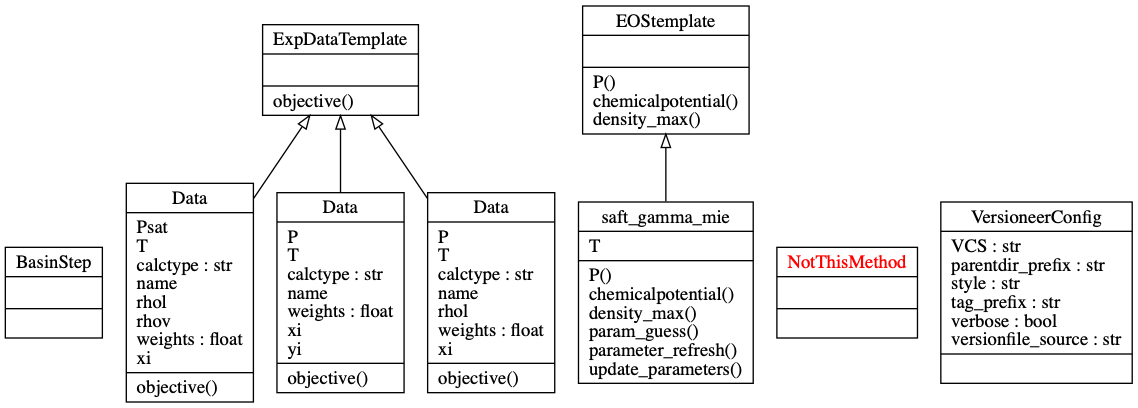 ExpDataTemplate
objective()
EOStemplate
P()
chemicalpotential()
density_max()
BasinStep
Data
Psat
T
calctype : str
name
rhol
rhov
weights : float
xi
objective()
Data
P
T
calctype : str
name
weights : float
xi
yi
objective()
Data
P
T
calctype : str
name
rhol
weights : float
xi
objective()
saft_gamma_mie
T
P()
chemicalpotential()
density_max()
param_guess()
parameter_refresh()
update_parameters()
NotThisMethod
VersioneerConfig
VCS : str
parentdir_prefix : str
style : str
tag_prefix : str
verbose : bool
versionfile_source : str